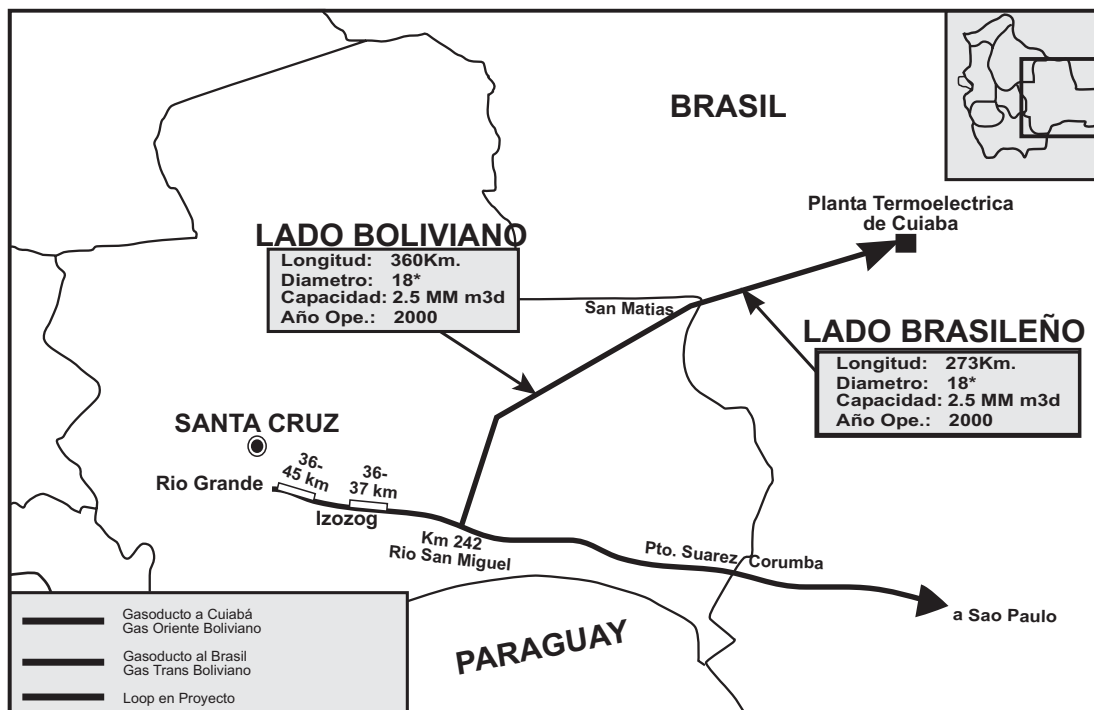 BRASIL
Planta Termoelectrica
de Cuiaba
LADO BOLIVIANO
Longitud: 360Km.
Diametro: 18*
Capacidad: 2.5 MM m3d
Año Ope.: 2000
San Matias
LADO BRASILEÑO
Longitud: 273Km.
Diametro: 18*
Capacidad: 2.5 MM m3d
Año Ope.: 2000
SANTA CRUZ
36-
45 km
36-
37 km
Rio Grande
Izozog
Km 242
Rio San Miguel
Pto. Suarez Corumba
a Sao Paulo
PARAGUAY
Gasoducto a Cuiabá
Gas Oriente Boliviano
Gasoducto al Brasil
Gas Trans Boliviano
Loop en Proyecto